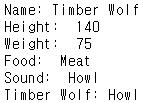 Name: Timber Wolf
Height:  140
Weight:  75
Food:  Meat
Sound:  Howl
Timber Wolf: Howl